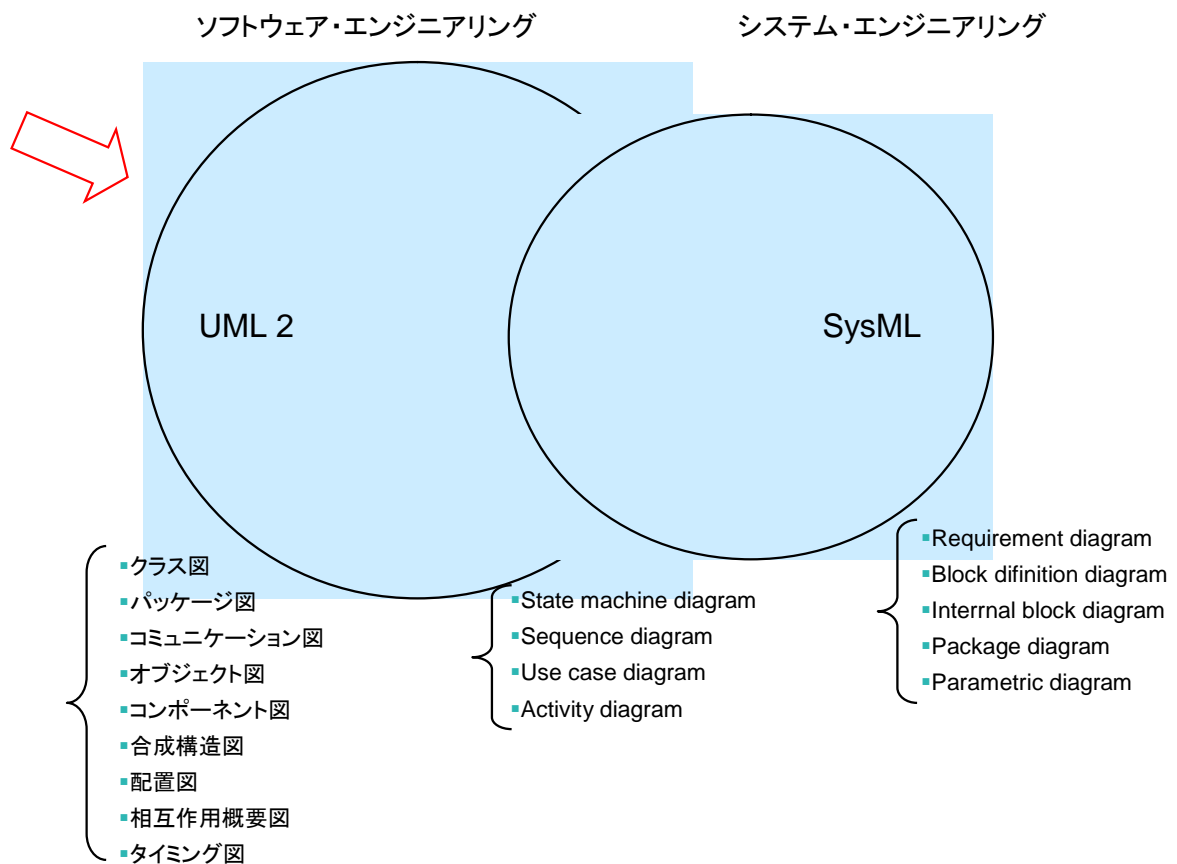 ソフトウェア・エンジニアリング
システム・エンジニアリング
UML 2
SysML
▪クラス図
▪パッケージ図
▪コミュニケーション図
▪オブジェクト図
▪コンポーネント図
▪合成構造図
▪配置図
▪相互作用概要図
▪タイミング図
▪State machine diagram
▪Sequence diagram
▪Use case diagram
▪Activity diagram
▪Requirement diagram
▪Block difinition diagram
▪Interrnal block diagram
▪Package diagram
▪Parametric diagram